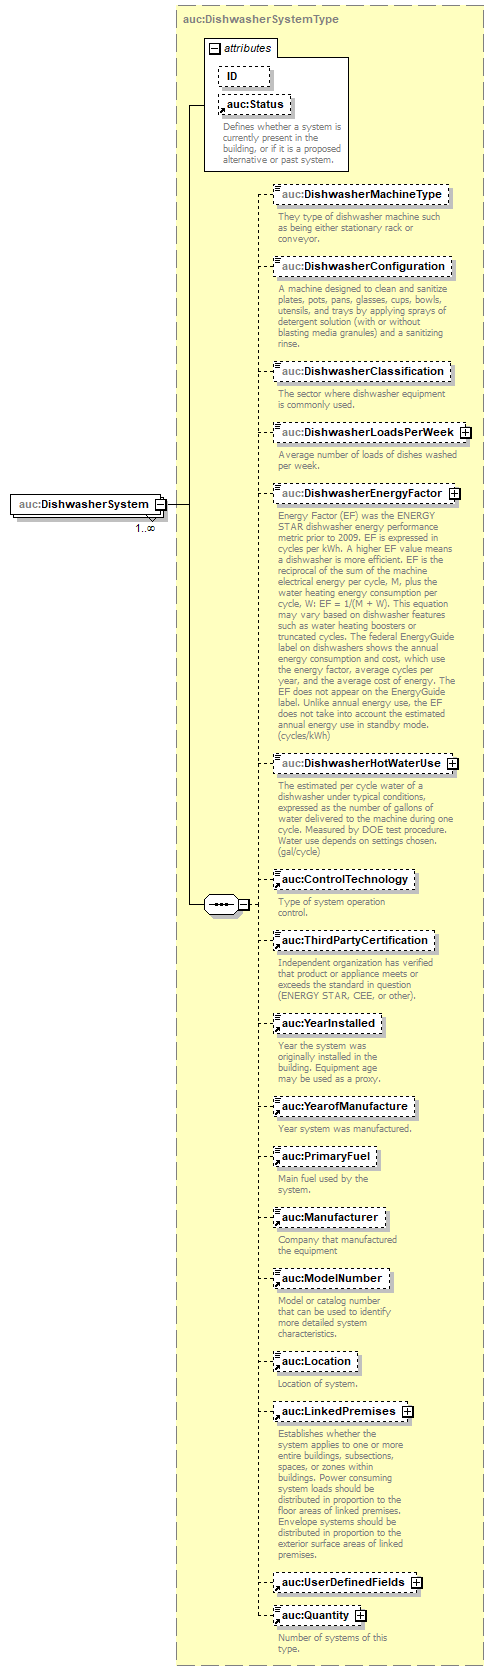 auc:DishwasherSystemType
attributes
ID
auc:Status
Defines whether a system is
currently present in the
building, or if it is a proposed
alternative or past system.
auc:DishwasherMachineType
They type of dishwasher machine such
as being either stationary rack or
conveyor.
auc:DishwasherConfiguration
A machine designed to clean and sanitize
plates, pots, pans, glasses, cups, bowls,
utensils, and trays by applying sprays of
detergent solution (with or without
blasting media granules) and a sanitizing
rinse.
auc:DishwasherClassification
The sector where dishwasher equipment
is commonly used.
auc:DishwasherLoadsPerWeek
Average number of loads of dishes washed
per week.
auc:DishwasherEnergyFactor
Energy Factor (EF) was the ENERGY
STAR dishwasher energy performance
metric prior to 2009. EF is expressed in
cycles per kWh. A higher EF value means
a dishwasher is more efficient. EF is the
reciprocal of the sum of the machine
electrical energy per cycle, M, plus the
water heating energy consumption per
cycle, W: EF = 1/(M + W). This equation
may vary based on dishwasher features
such as water heating boosters or
truncated cycles. The federal EnergyGuide
label on dishwashers shows the annual
energy consumption and cost, which use
the energy factor, average cycles per
year, and the average cost of energy. The
EF does not appear on the EnergyGuide
label. Unlike annual energy use, the EF
does not take into account the estimated
annual energy use in standby mode.
(cycles/kWh)
auc:DishwasherSystem
1..∞
auc:DishwasherHotWaterUse
The estimated per cycle water of a
dishwasher under typical conditions,
expressed as the number of gallons of
water delivered to the machine during one
cycle. Measured by DOE test procedure.
Water use depends on settings chosen.
(gal/cycle)
auc:ControlTechnology
Type of system operation
control.
auc:ThirdPartyCertification
Independent organization has verified
that product or appliance meets or
exceeds the standard in question
(ENERGY STAR, CEE, or other).
auc:YearInstalled
Year the system was
originally installed in the
building. Equipment age
may be used as a proxy.
auc:YearofManufacture
Year system was manufactured.
auc:PrimaryFuel
Main fuel used by the
system.
auc:Manufacturer
Company that manufactured
the equipment
auc:ModelNumber
Model or catalog number
that can be used to identify
more detailed system
characteristics.
auc:Location
Location of system.
auc:LinkedPremises
Establishes whether the
system applies to one or more
entire buildings, subsections,
spaces, or zones within
buildings. Power consuming
system loads should be
distributed in proportion to the
floor areas of linked premises.
Envelope systems should be
distributed in proportion to the
exterior surface areas of linked
premises.
auc:UserDefinedFields
auc:Quantity
Number of systems of this
type.